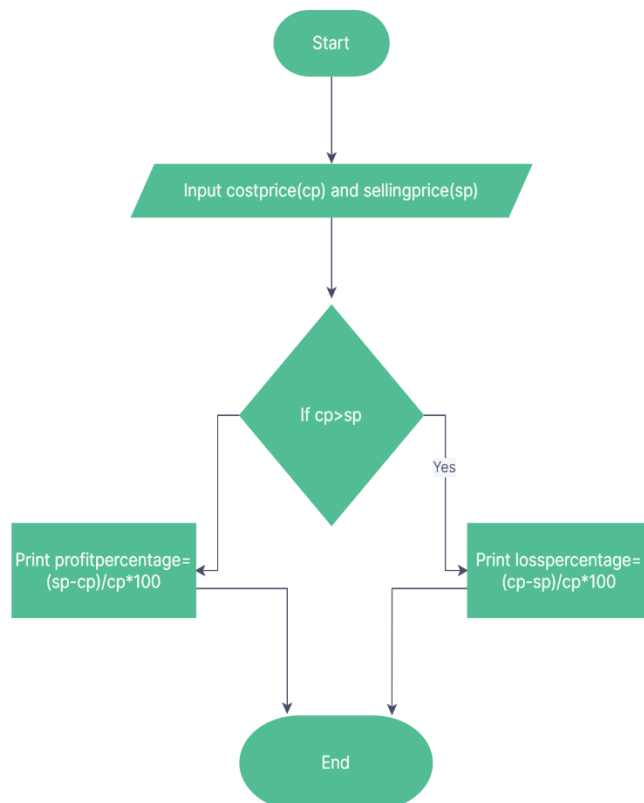 Start
Input costprice(cp) and sellingprice(sp)
If cp>sp
Yes
Print profitpercentage=
(sp-cp)/cp*100
Print losspercentage=
(cp-sp)/cp*100
End